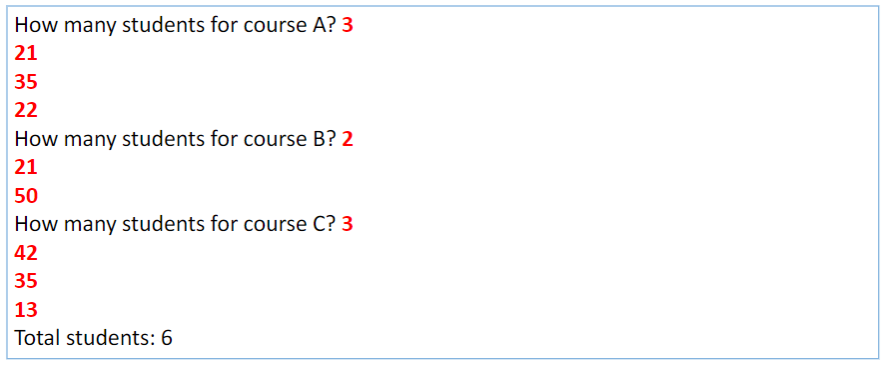 How many students for course A? 3
21
35
22
How many students for course B? 2
21
50
How many students for course C? 3
42
35
13
Total students: 6